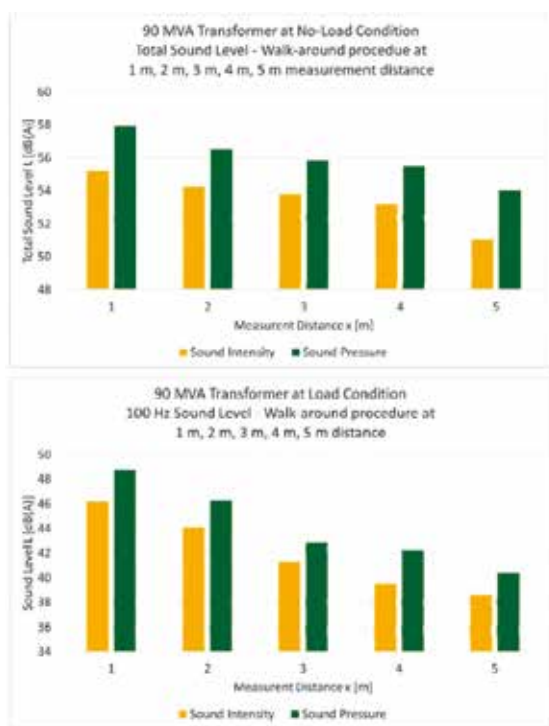 90 MVA Transformer at No-Load Condition
Total Sound Level - Walk-around procedue at
1 m, 2 m, 3 m, 4 m, 5 m measurement distance
60
58
56
54
52
50
48
Total Sound Level L [dB(A)]
1 2 3 4 5
Measurent Distance x [m]
Sound Intensity Sound Pressure
90 MVA Transformer at Load Condition
100 Hz Sound Level - Walk-around procedure at
1 m, 2 m, 3 m, 4 m, 5 m distance
50
48
46
44
42
40
38
36
34
Sound Level L [dB(A)]
1 2 3 4 5
Measurent Distance x [m]
Sound Intensity Sound Pressure